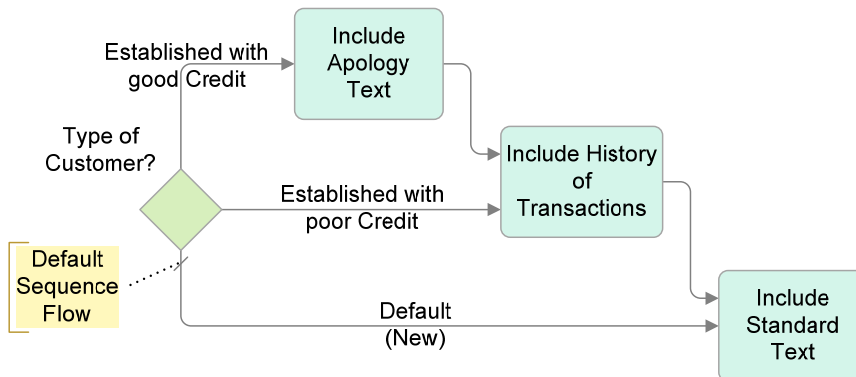 Include
Apology
Text
Established with
good Credit
Type of
Customer?
Include History
of
Transactions
Established with
poor Credit
Default
Sequence
Flow
Default
(New)
Include
Standard
Text